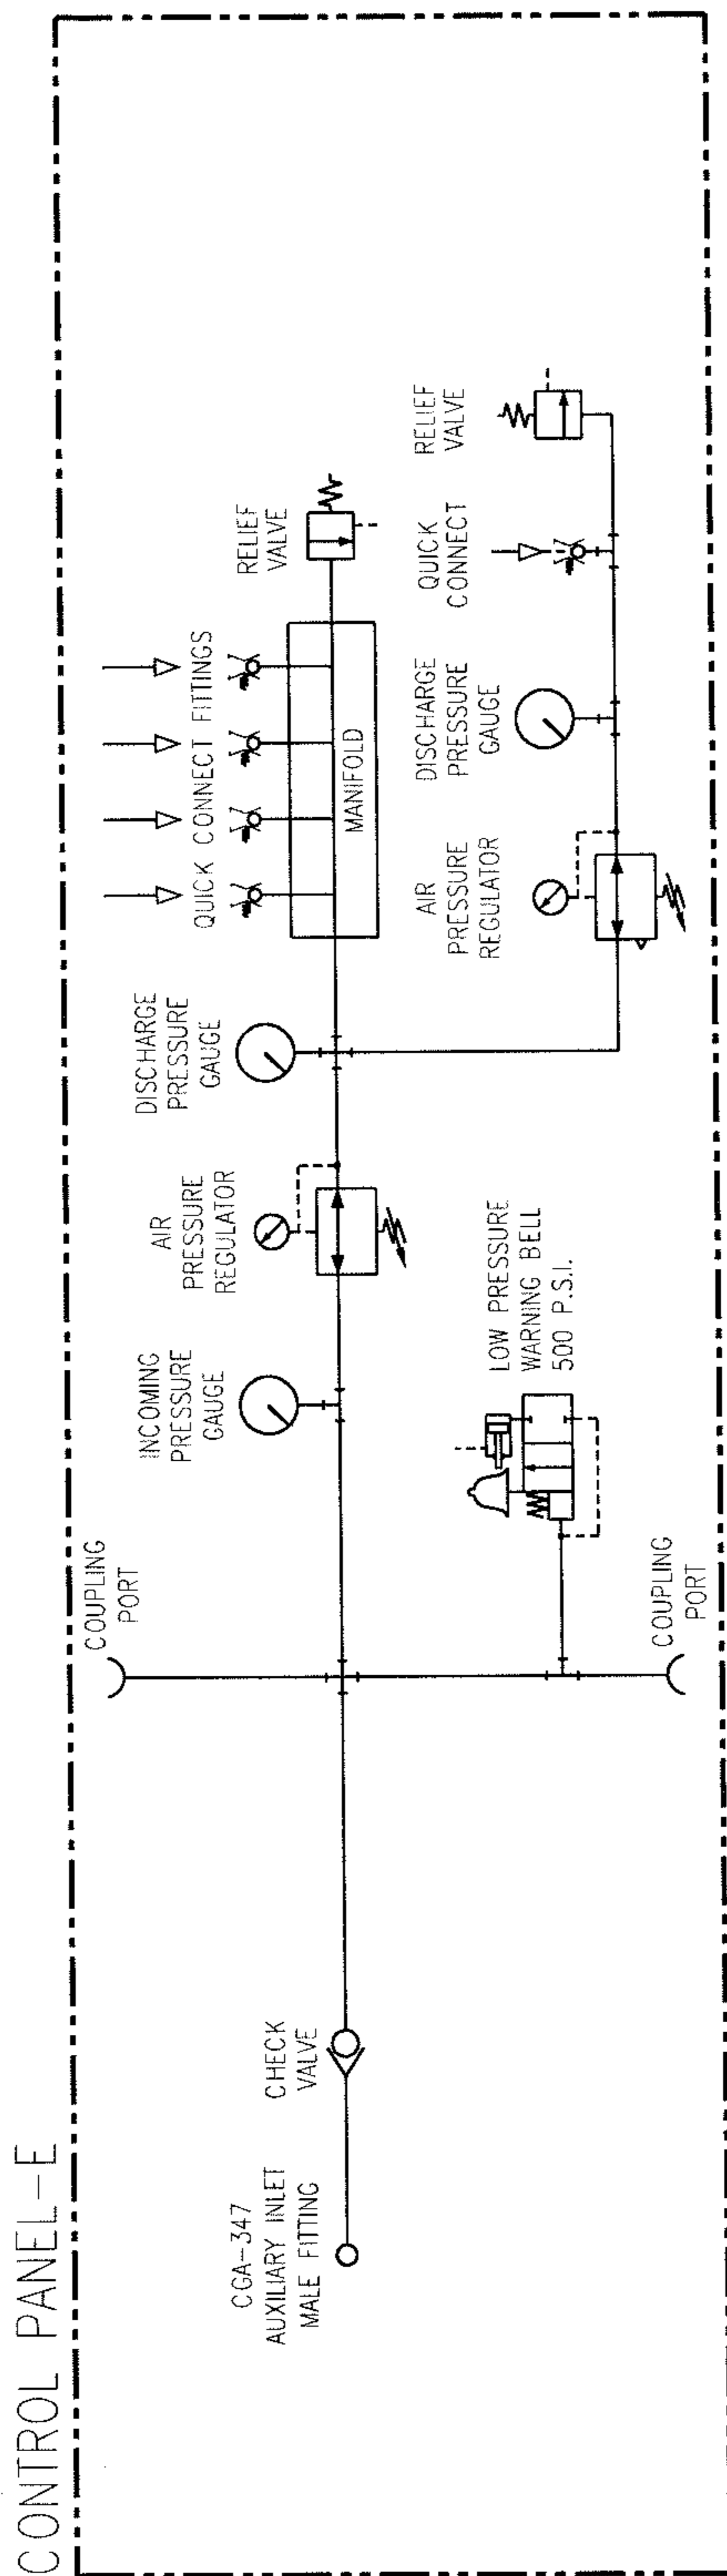 CONTROL PANEL-E
CGA-347
AUXILIARY INLET
MALE FITTING
CHECK
VALVE
COUPLING
PORT
COUPLING
PORT
LOW PRESSURE
WARNING BELL
500 P.S.I.
INCOMING
PRESSURE
GAUGE
AIR
PRESSURE
REGULATOR
DISCHARGE
PRESSURE
GAUGE
QUICK CONNECT FITTINGS
MANIFOLD
RELIEF
VALVE
AIR
PRESSURE
REGULATOR
DISCHARGE
PRESSURE
GAUGE
QUICK
CONNECT
RELIEF
VALVE